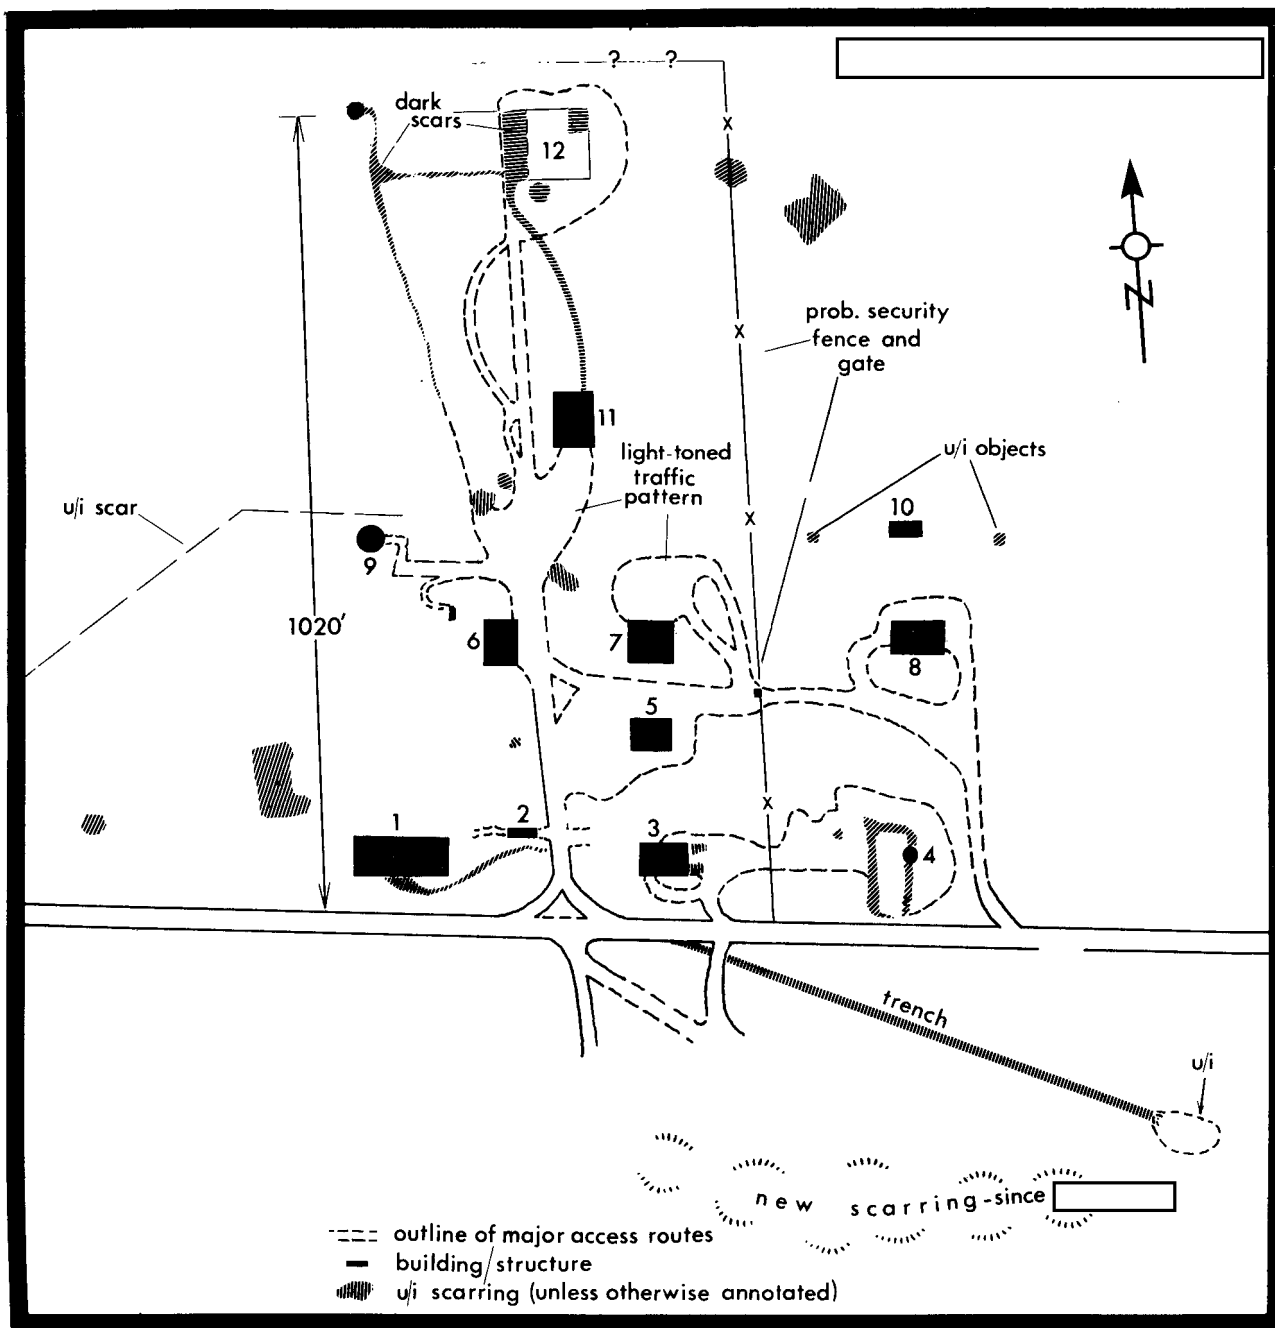 ? ?
dark
scars
12
x
prob. security
fence and
gate
x
11
light-toned
traffic
pattern
u/i objects
u/i scar
10
x
9
1020'
6
7
8
5
x
1
2
3
4
N
trench
u/i
new scarring-since
outline of major access routes
building/structure
u/i scarring (unless otherwise annotated)